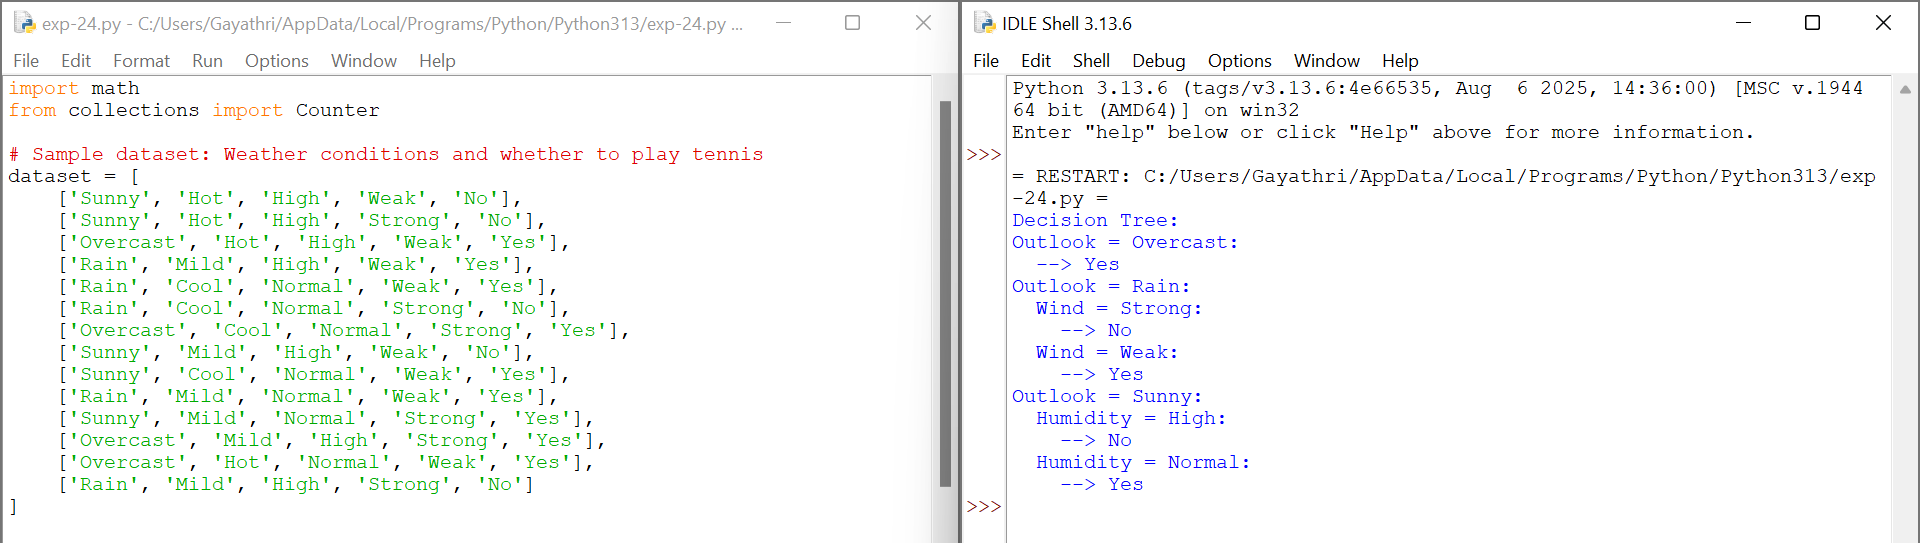 exp-24.py - C:/Users/Gayathri/AppData/Local/Programs/Python/Python313/exp-24.py ...
File Edit Format Run Options Window Help
import math
from collections import Counter
# Sample dataset: Weather conditions and whether to play tennis
dataset = [
    ['Sunny', 'Hot', 'High', 'Weak', 'No'],
    ['Sunny', 'Hot', 'High', 'Strong', 'No'],
    ['Overcast', 'Hot', 'High', 'Weak', 'Yes'],
    ['Rain', 'Mild', 'High', 'Weak', 'Yes'],
    ['Rain', 'Cool', 'Normal', 'Weak', 'Yes'],
    ['Rain', 'Cool', 'Normal', 'Strong', 'No'],
    ['Overcast', 'Cool', 'Normal', 'Strong', 'Yes'],
    ['Sunny', 'Mild', 'High', 'Weak', 'No'],
    ['Sunny', 'Cool', 'Normal', 'Weak', 'Yes'],
    ['Rain', 'Mild', 'Normal', 'Weak', 'Yes'],
    ['Sunny', 'Mild', 'Normal', 'Strong', 'Yes'],
    ['Overcast', 'Mild', 'High', 'Strong', 'Yes'],
    ['Overcast', 'Hot', 'Normal', 'Weak', 'Yes'],
    ['Rain', 'Mild', 'High', 'Strong', 'No']
]
IDLE Shell 3.13.6
File Edit Shell Debug Options Window Help
Python 3.13.6 (tags/v3.13.6:4e66535, Aug  6 2025, 14:36:00) [MSC v.1944
64 bit (AMD64)] on win32
Enter "help" below or click "Help" above for more information.
>>>
= RESTART: C:/Users/Gayathri/AppData/Local/Programs/Python/Python313/exp
-24.py =
Decision Tree:
Outlook = Overcast:
  --> Yes
Outlook = Rain:
  Wind = Strong:
    --> No
  Wind = Weak:
    --> Yes
Outlook = Sunny:
  Humidity = High:
    --> No
  Humidity = Normal:
    --> Yes
>>>